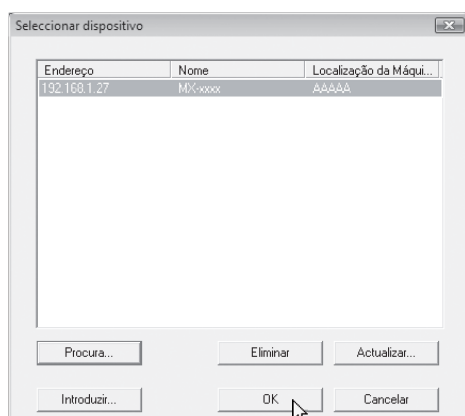 Seleccionar dispositivo
Endereço Nome Localização da Máqui...
192.168.1.27 MX-xxxx AAAAA
Procura... Eliminar Actualizar...
Introduzir... OK Cancelar